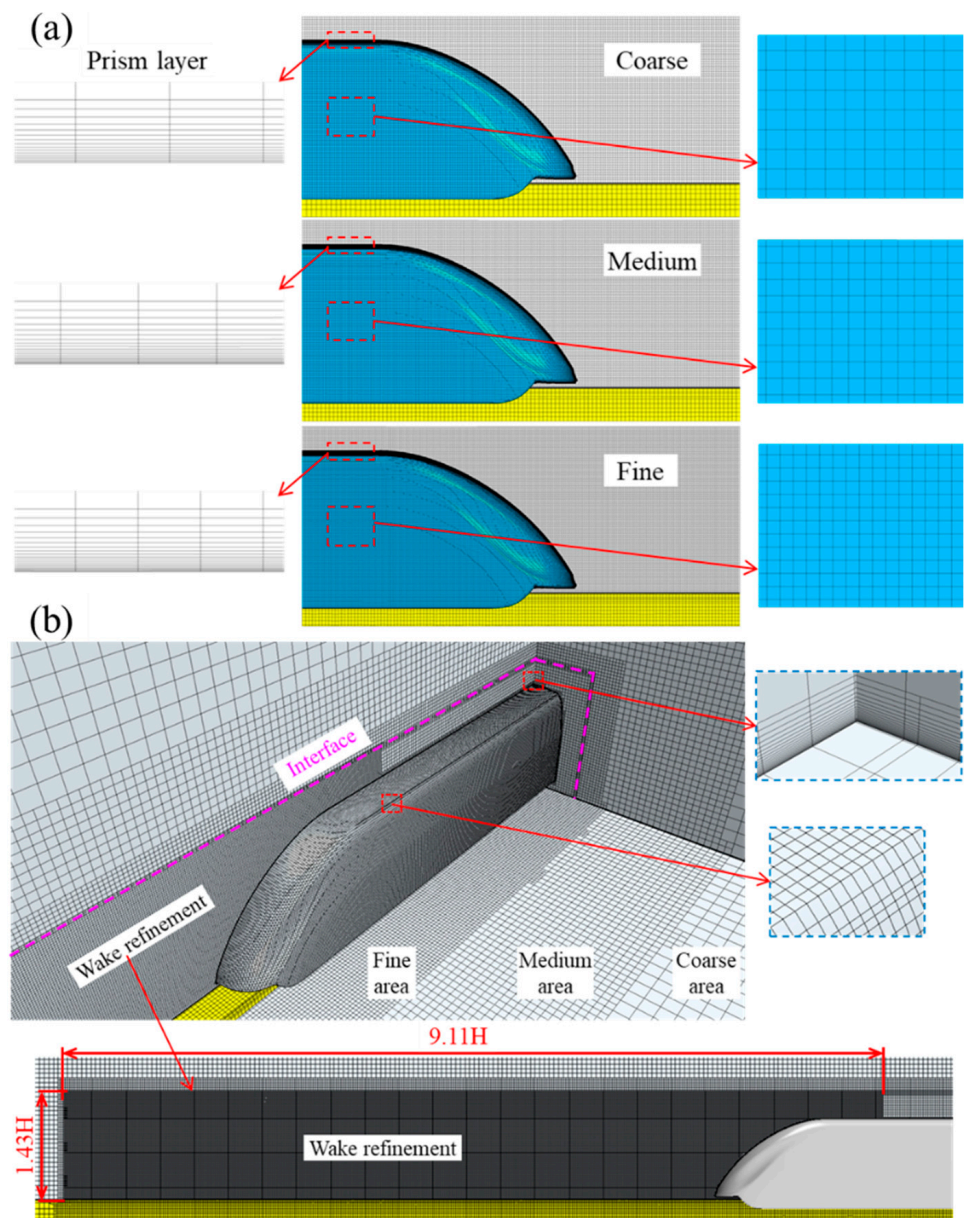 (a)
Prism layer
Coarse
Medium
Fine
(b)
Interface
Wake refinement
Fine
area
Medium
area
Coarse
area
9.11H
1.43H
Wake refinement